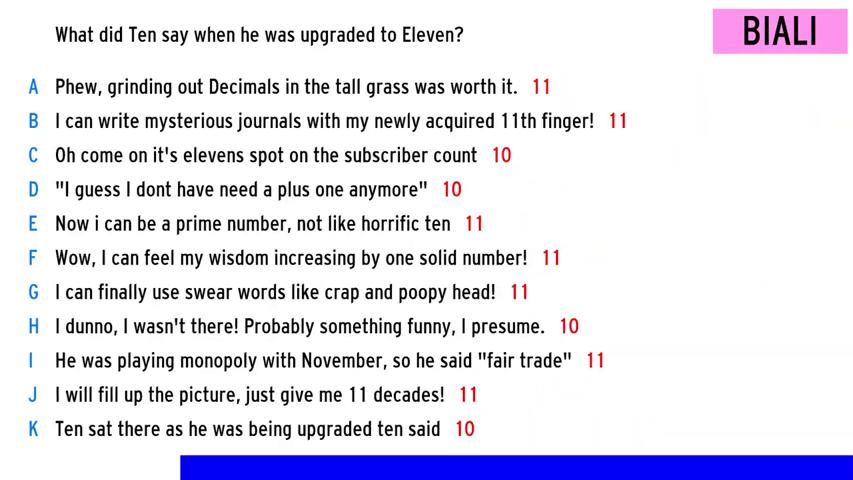 What did Ten say when he was upgraded to Eleven?
BIALI
A Phew, grinding out Decimals in the tall grass was worth it. 11
B I can write mysterious journals with my newly acquired 11th finger! 11
C Oh come on it's elevens spot on the subscriber count 10
D "I guess I dont have need a plus one anymore" 10
E Now i can be a prime number, not like horrific ten 11
F Wow, I can feel my wisdom increasing by one solid number! 11
G I can finally use swear words like crap and poopy head! 11
H I dunno, I wasn't there! Probably something funny, I presume. 10
I He was playing monopoly with November, so he said "fair trade" 11
J I will fill up the picture, just give me 11 decades! 11
K Ten sat there as he was being upgraded ten said 10